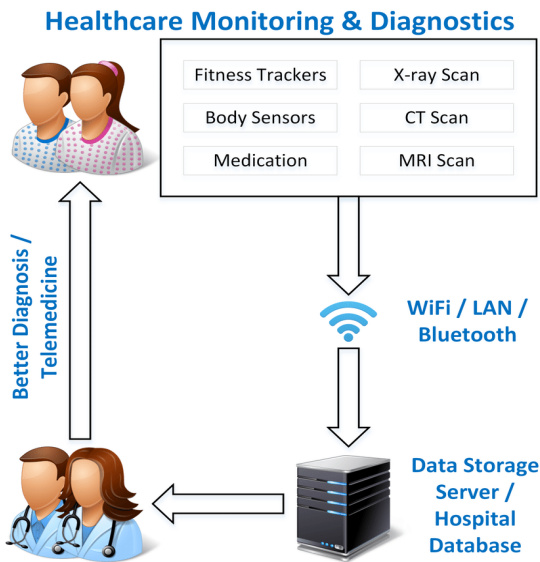 Healthcare Monitoring & Diagnostics
Fitness Trackers
X-ray Scan
Body Sensors
CT Scan
Medication
MRI Scan
Better Diagnosis /
Telemedicine
WiFi / LAN /
Bluetooth
Data Storage
Server /
Hospital
Database